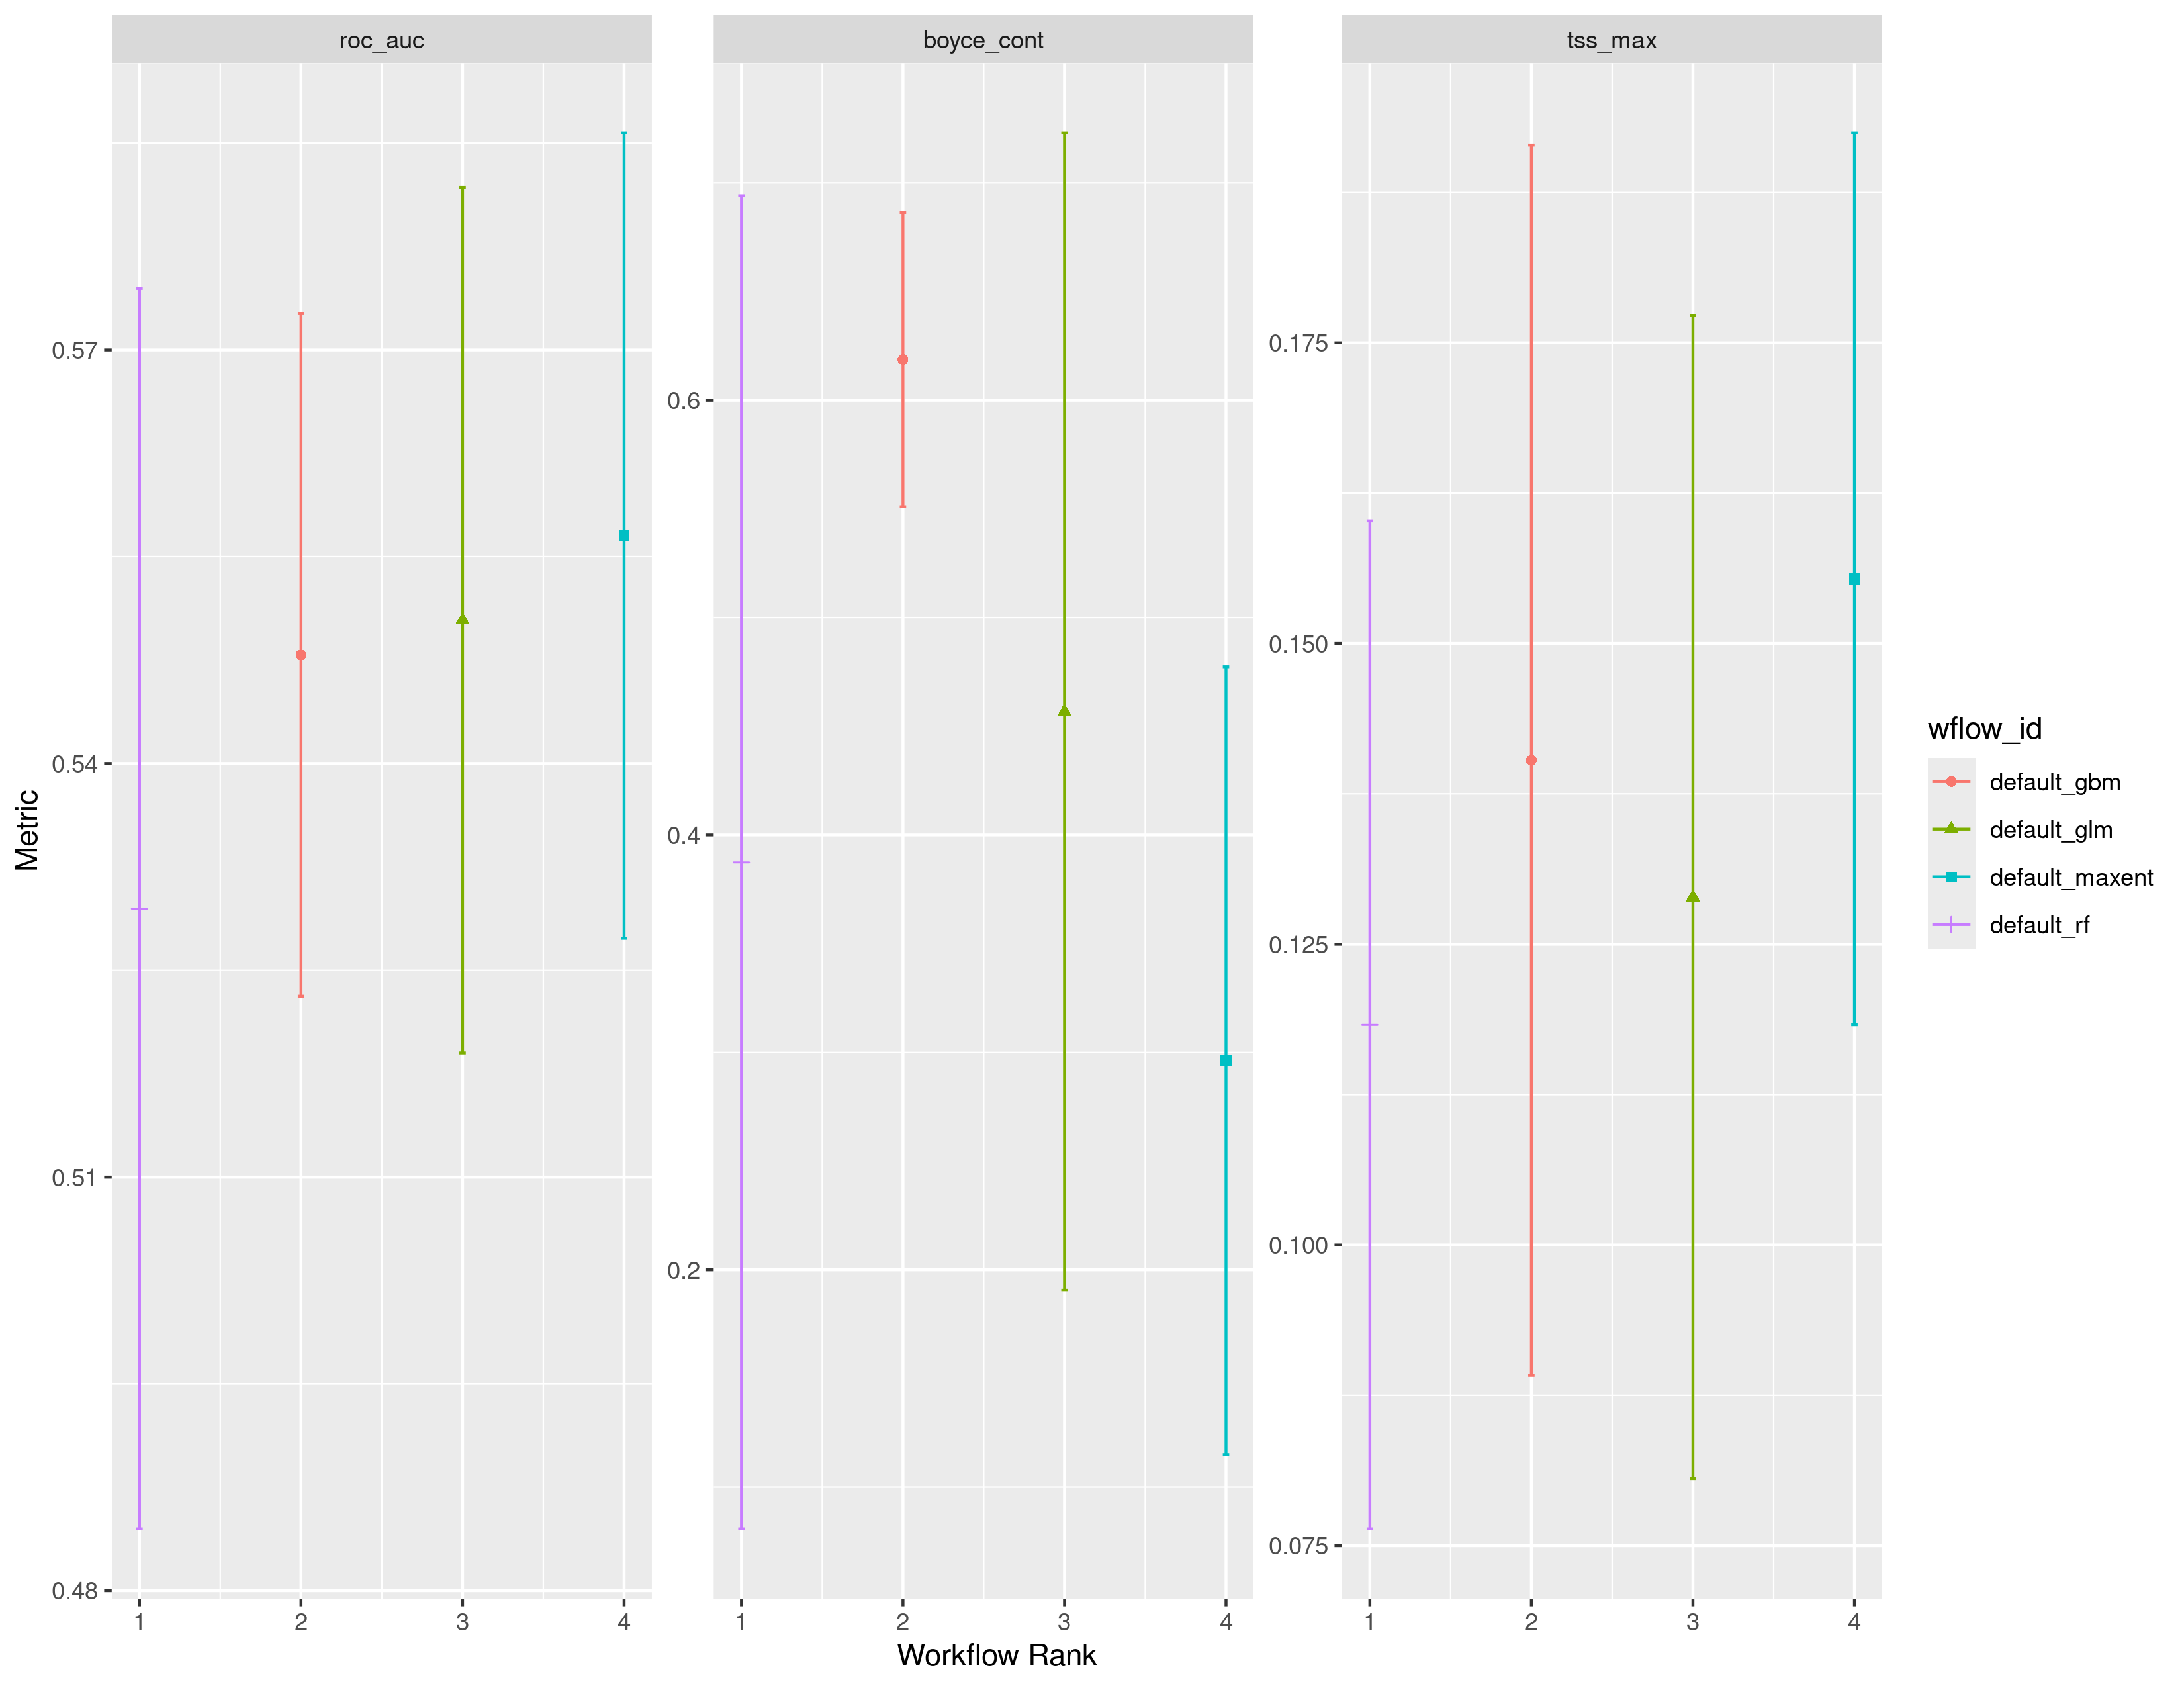 roc_auc
boyce_cont
tss_max
Metric
0.57
0.54
0.51
0.48
0.6
0.4
0.2
0.175
0.150
0.125
0.100
0.075
1 2 3 4
1 2 3 4
1 2 3 4
Workflow Rank
wflow_id
default_gbm
default_glm
default_maxent
default_rf